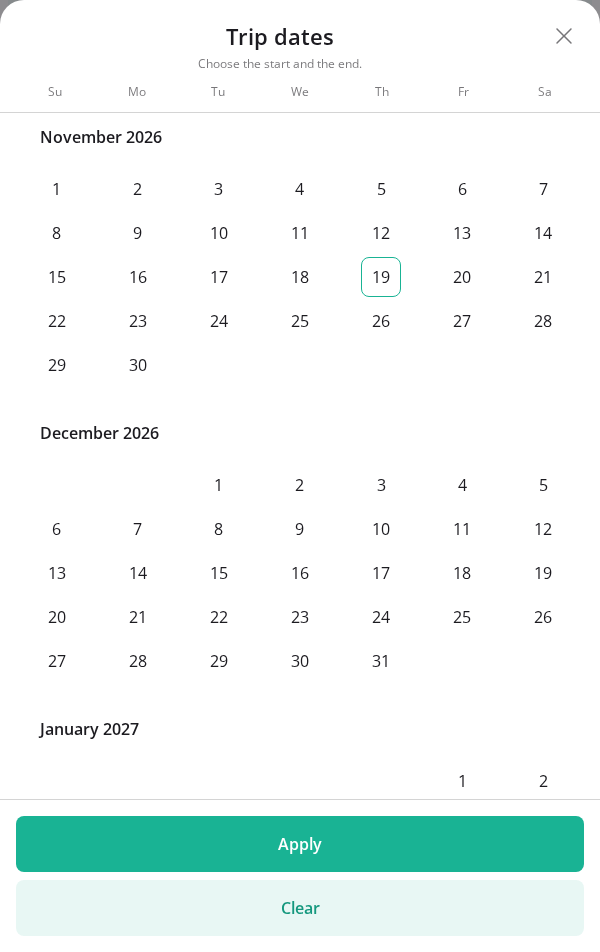 Trip dates
Choose the start and the end.
Su Mo Tu We Th Fr Sa
November 2026
1 2 3 4 5 6 7
8 9 10 11 12 13 14
15 16 17 18 19 20 21
22 23 24 25 26 27 28
29 30
December 2026
1 2 3 4 5
6 7 8 9 10 11 12
13 14 15 16 17 18 19
20 21 22 23 24 25 26
27 28 29 30 31
January 2027
1 2
Apply
Clear